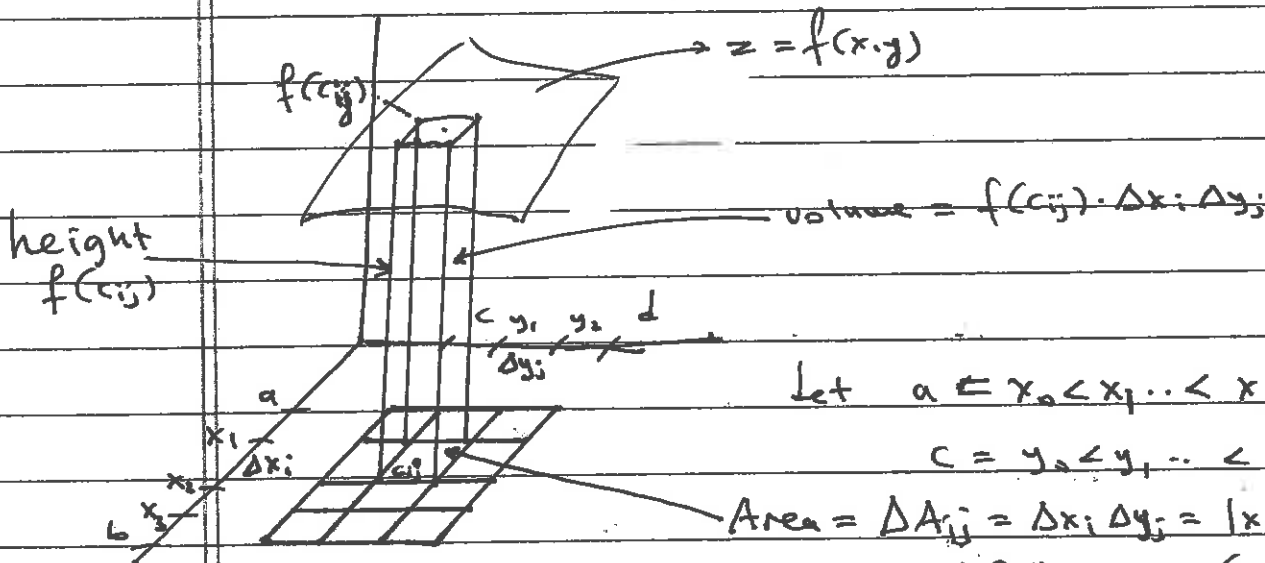 z = f(x,y)
f(cij)
volume = f(cij) · Δxi Δyj
height
f(cij)
c y1 y2 d
Δyj
a
Let a = x0 < x1 .. < x
x1
Δxi
cij
c = y0 < y1 .. <
x2
x3
Area = ΔAij = Δxi Δyj = |x
b